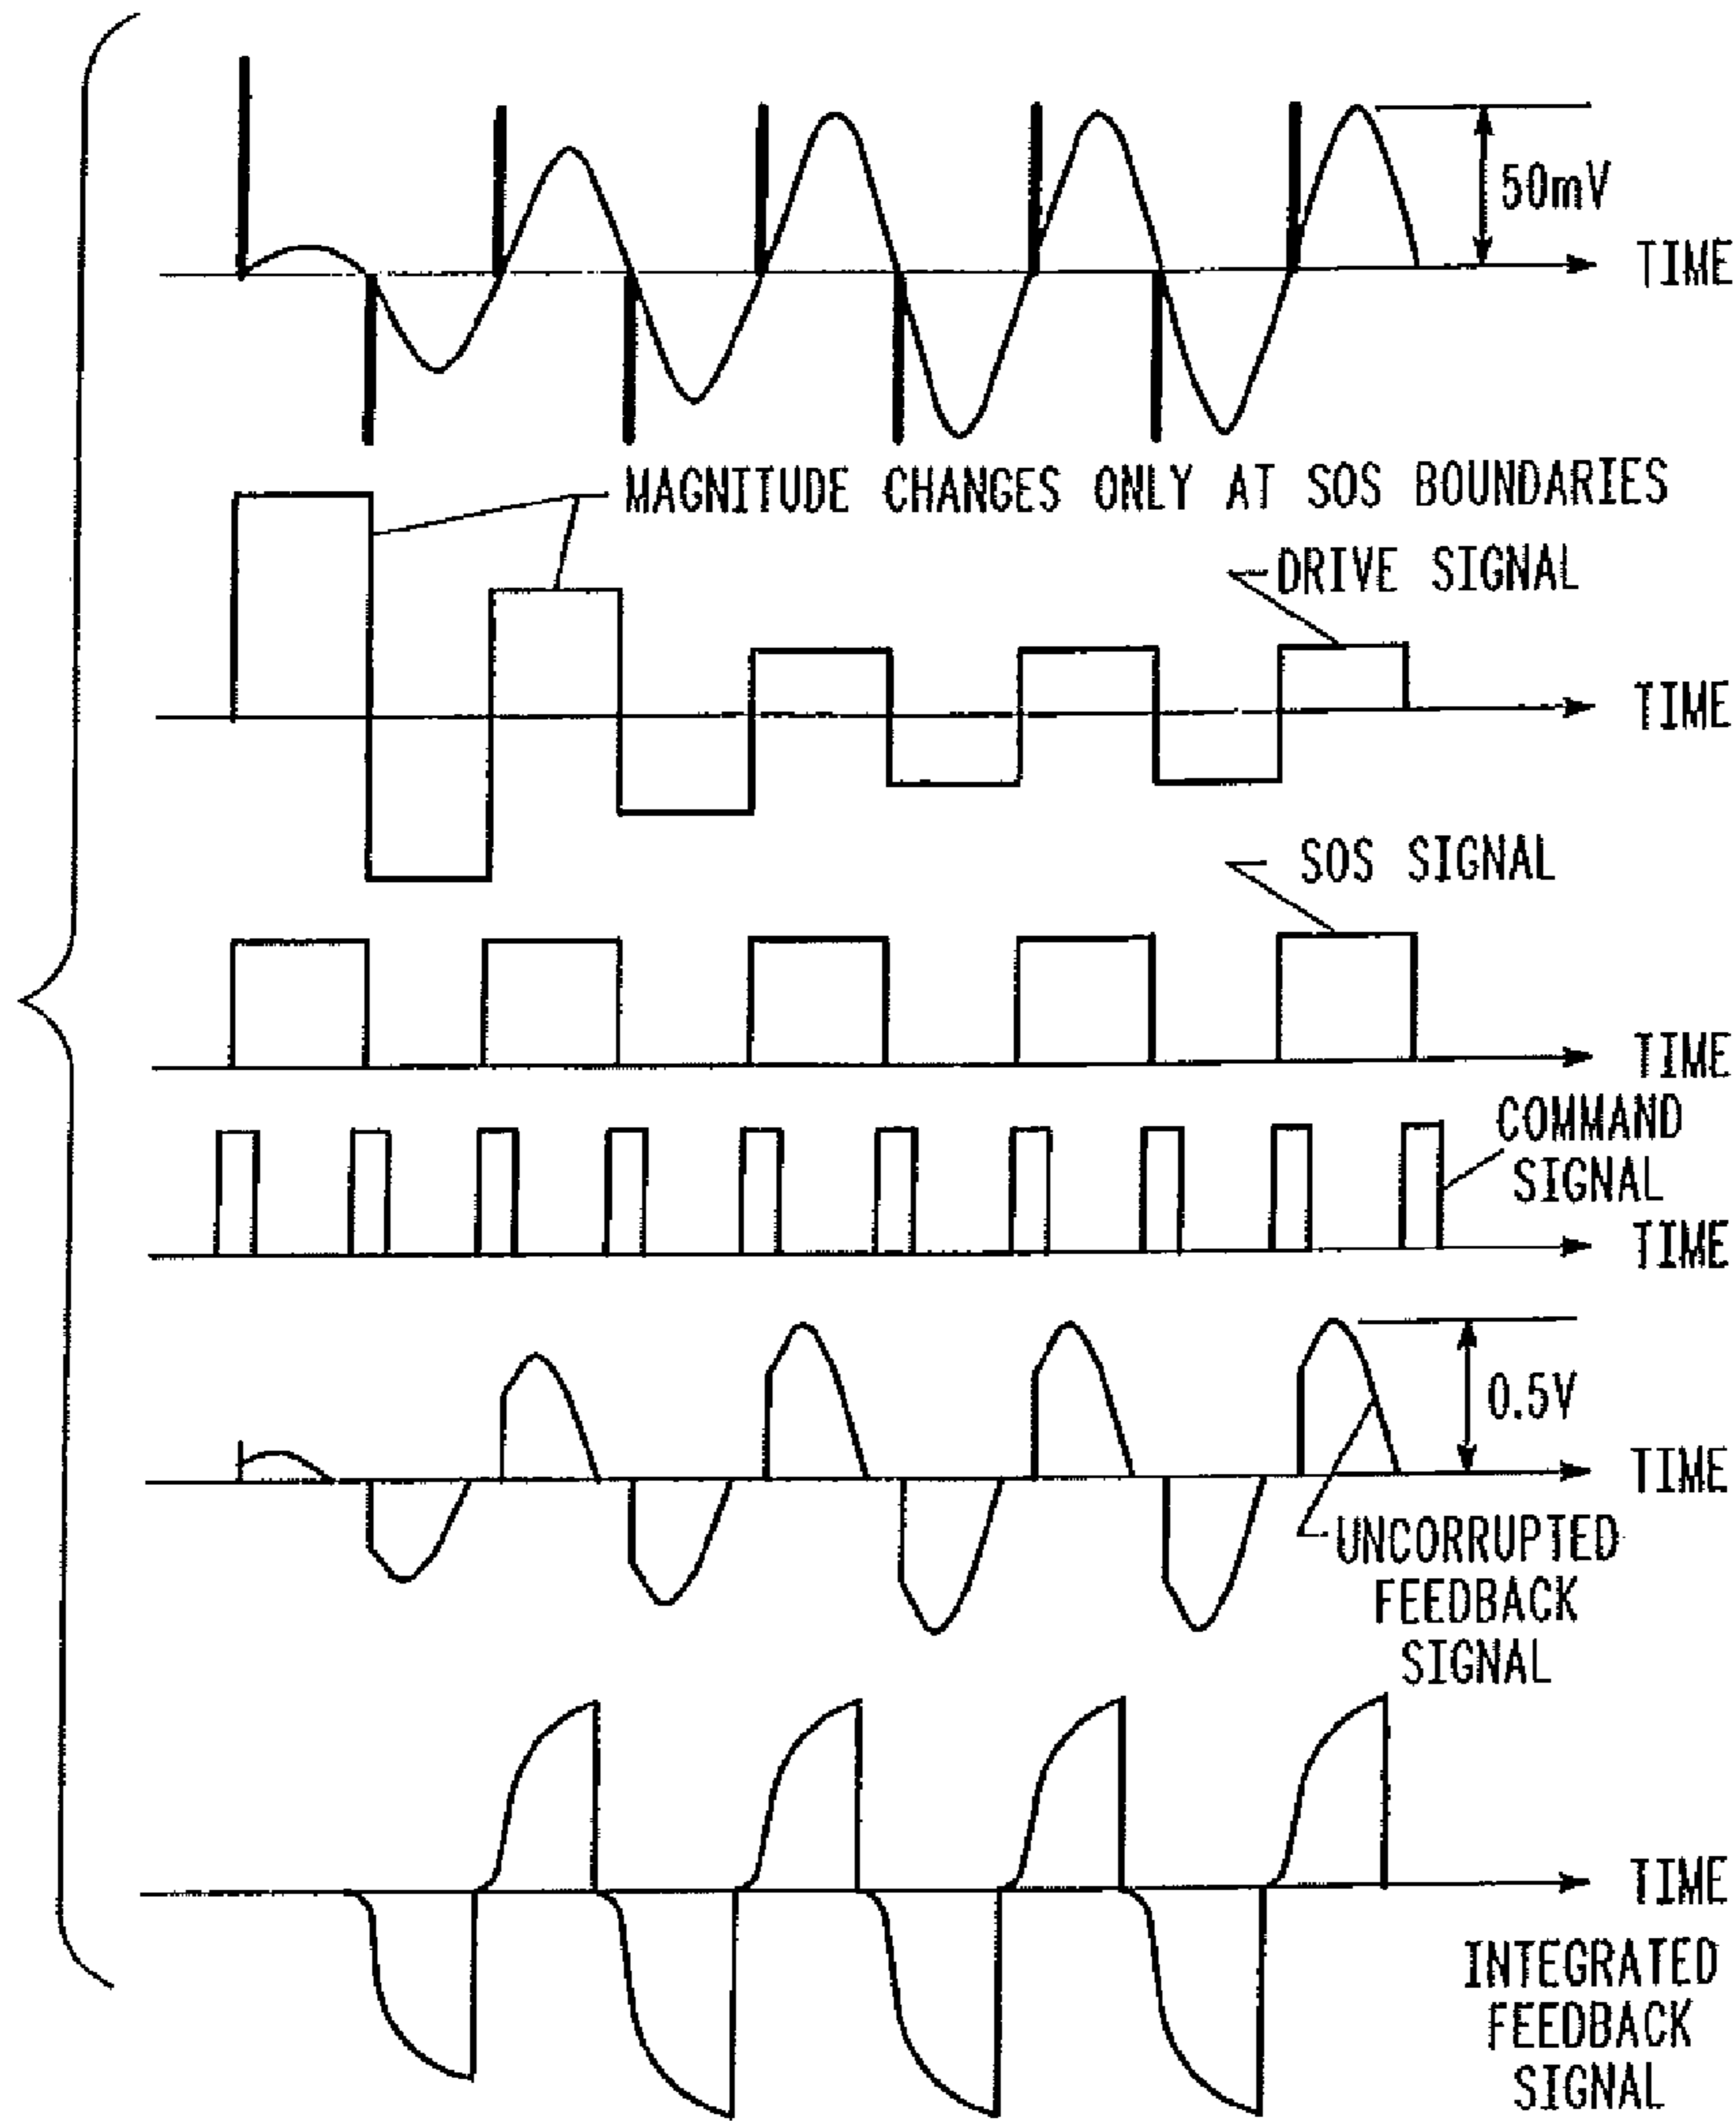 50mV
TIME
MAGNITUDE CHANGES ONLY AT SOS BOUNDARIES
DRIVE SIGNAL
TIME
SOS SIGNAL
TIME
COMMAND
SIGNAL
TIME
0.5V
TIME
UNCORRUPTED
FEEDBACK
SIGNAL
TIME
INTEGRATED
FEEDBACK
SIGNAL